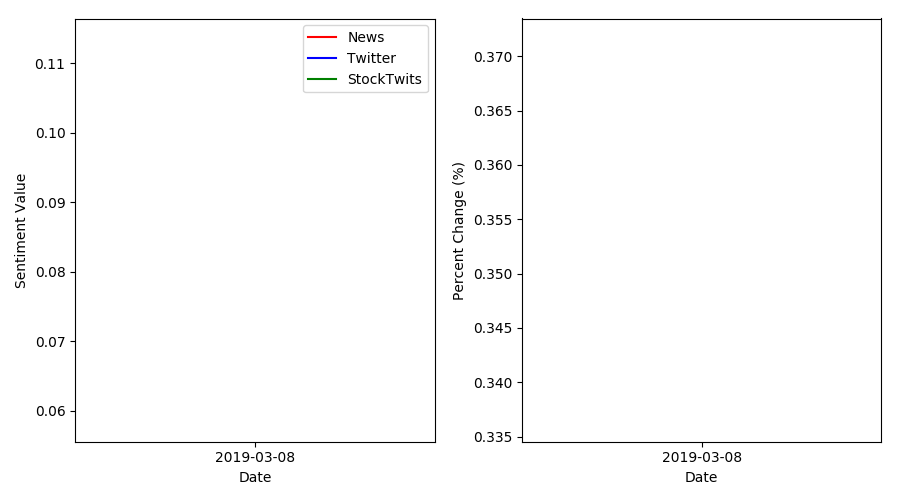 News
Twitter
StockTwits
0.11
0.10
0.09
0.08
0.07
0.06
Sentiment Value
2019-03-08
Date
0.370
0.365
0.360
0.355
0.350
0.345
0.340
0.335
Percent Change (%)
2019-03-08
Date